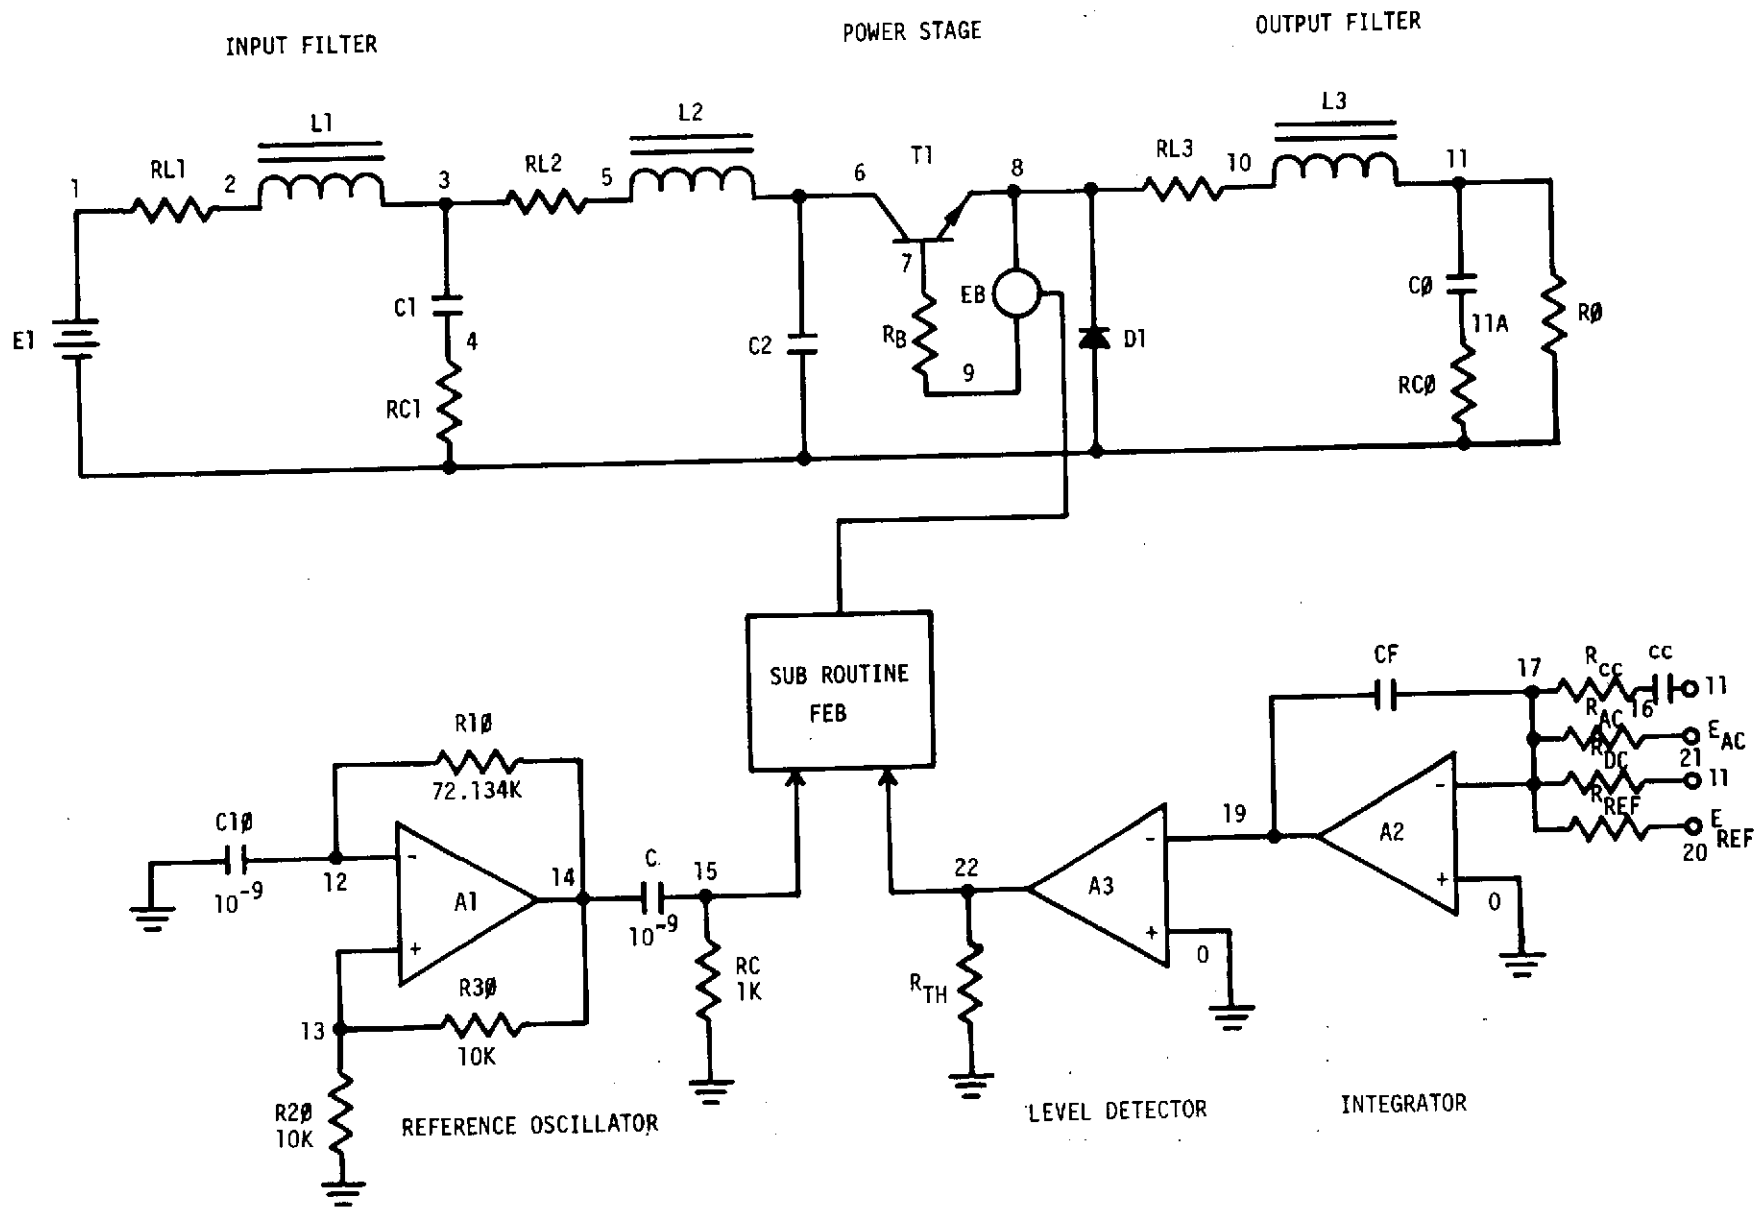 INPUT FILTER
POWER STAGE
OUTPUT FILTER
L1
L2
L3
RL1
RL2
T1
RL3
1
2
3
5
6
8
10
11
C1
4
RC1
E1
C2
7
RB
EB
9
D1
CØ
11A
RCØ
RØ
SUB ROUTINE
FEB
R1Ø
72.134K
C1Ø
10-9
12
-
A1
+
14
C
10-9
15
RC
1K
13
R3Ø
10K
R2Ø
10K
REFERENCE OSCILLATOR
22
RTH
A3
-
+
0
19
LEVEL DETECTOR
CF
17
A2
-
+
0
INTEGRATOR
Rcc
16
cc
11
RAC
EAC
21
RDC
11
RREF
EREF
20